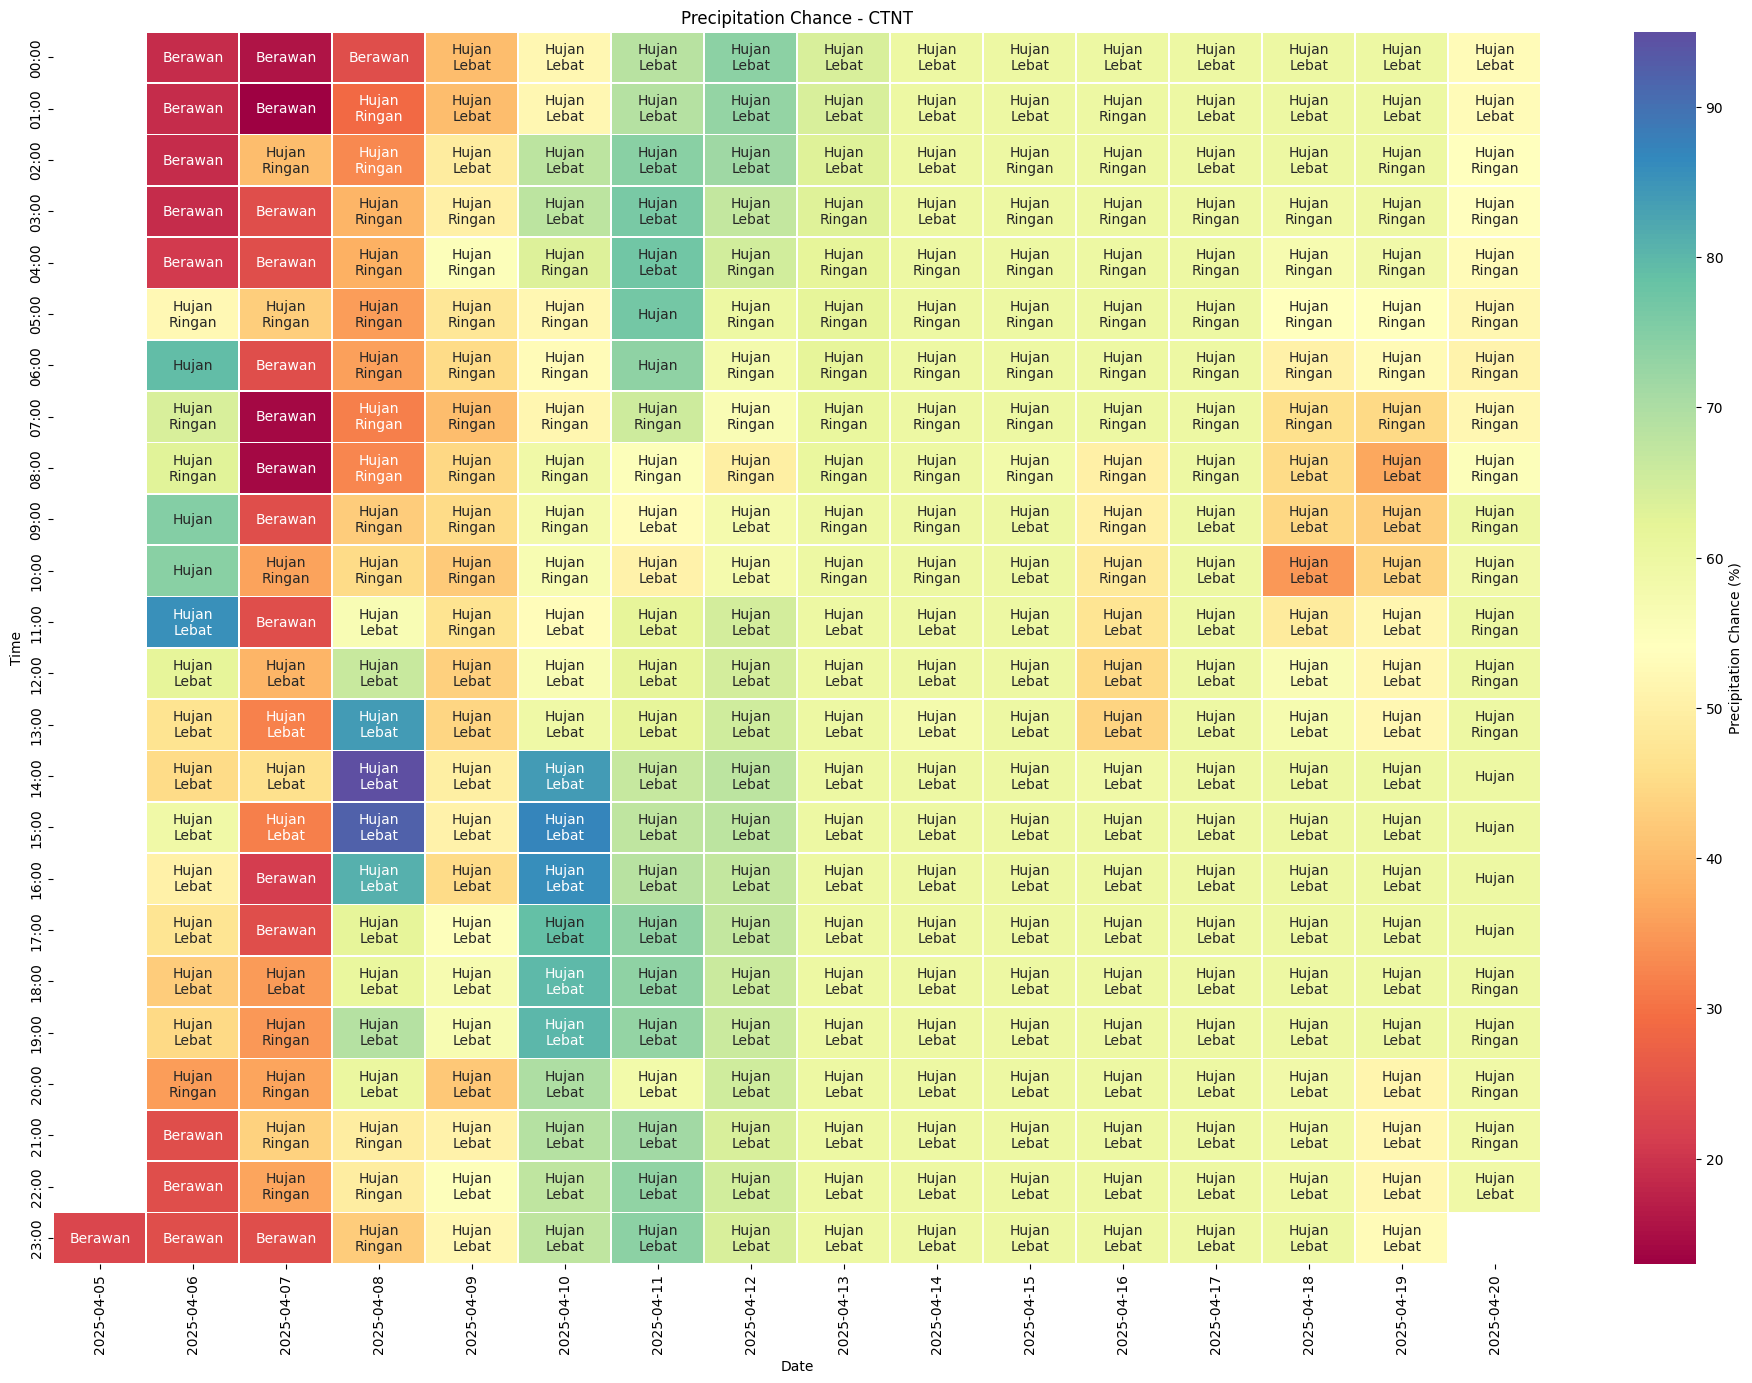 Precipitation Chance - CTNT
00:00 Berawan Berawan Berawan Hujan Lebat Hujan Lebat Hujan Lebat Hujan Lebat Hujan Lebat Hujan Lebat Hujan Lebat Hujan Lebat Hujan Lebat Hujan Lebat Hujan Lebat Hujan Lebat
01:00 Berawan Berawan Hujan Ringan Hujan Lebat Hujan Lebat Hujan Lebat Hujan Lebat Hujan Lebat Hujan Lebat Hujan Lebat Hujan Ringan Hujan Lebat Hujan Lebat Hujan Lebat Hujan Lebat
02:00 Berawan Hujan Ringan Hujan Ringan Hujan Lebat Hujan Lebat Hujan Lebat Hujan Lebat Hujan Lebat Hujan Lebat Hujan Ringan Hujan Ringan Hujan Lebat Hujan Lebat Hujan Ringan Hujan Ringan
03:00 Berawan Berawan Hujan Ringan Hujan Ringan Hujan Lebat Hujan Lebat Hujan Lebat Hujan Ringan Hujan Lebat Hujan Ringan Hujan Ringan Hujan Ringan Hujan Ringan Hujan Ringan Hujan Ringan
04:00 Berawan Berawan Hujan Ringan Hujan Ringan Hujan Ringan Hujan Lebat Hujan Ringan Hujan Ringan Hujan Ringan Hujan Ringan Hujan Ringan Hujan Ringan Hujan Ringan Hujan Ringan Hujan Ringan
05:00 Hujan Ringan Hujan Ringan Hujan Ringan Hujan Ringan Hujan Ringan Hujan Hujan Ringan Hujan Ringan Hujan Ringan Hujan Ringan Hujan Ringan Hujan Ringan Hujan Ringan Hujan Ringan Hujan Ringan
06:00 Hujan Berawan Hujan Ringan Hujan Ringan Hujan Ringan Hujan Hujan Ringan Hujan Ringan Hujan Ringan Hujan Ringan Hujan Ringan Hujan Ringan Hujan Ringan Hujan Ringan Hujan Ringan
07:00 Hujan Ringan Berawan Hujan Ringan Hujan Ringan Hujan Ringan Hujan Ringan Hujan Ringan Hujan Ringan Hujan Ringan Hujan Ringan Hujan Ringan Hujan Ringan Hujan Ringan Hujan Ringan Hujan Ringan
08:00 Hujan Ringan Berawan Hujan Ringan Hujan Ringan Hujan Ringan Hujan Ringan Hujan Ringan Hujan Ringan Hujan Ringan Hujan Ringan Hujan Ringan Hujan Ringan Hujan Lebat Hujan Lebat Hujan Ringan
09:00 Hujan Berawan Hujan Ringan Hujan Ringan Hujan Ringan Hujan Lebat Hujan Lebat Hujan Ringan Hujan Ringan Hujan Lebat Hujan Ringan Hujan Lebat Hujan Lebat Hujan Lebat Hujan Ringan
10:00 Hujan Hujan Ringan Hujan Ringan Hujan Ringan Hujan Ringan Hujan Lebat Hujan Lebat Hujan Ringan Hujan Ringan Hujan Lebat Hujan Ringan Hujan Lebat Hujan Lebat Hujan Lebat Hujan Ringan
11:00 Hujan Lebat Berawan Hujan Lebat Hujan Ringan Hujan Lebat Hujan Lebat Hujan Lebat Hujan Lebat Hujan Lebat Hujan Lebat Hujan Lebat Hujan Lebat Hujan Lebat Hujan Lebat Hujan Ringan
12:00 Hujan Lebat Hujan Lebat Hujan Lebat Hujan Lebat Hujan Lebat Hujan Lebat Hujan Lebat Hujan Lebat Hujan Lebat Hujan Lebat Hujan Lebat Hujan Lebat Hujan Lebat Hujan Lebat Hujan Ringan
13:00 Hujan Lebat Hujan Lebat Hujan Lebat Hujan Lebat Hujan Lebat Hujan Lebat Hujan Lebat Hujan Lebat Hujan Lebat Hujan Lebat Hujan Lebat Hujan Lebat Hujan Lebat Hujan Lebat Hujan Ringan
14:00 Hujan Lebat Hujan Lebat Hujan Lebat Hujan Lebat Hujan Lebat Hujan Lebat Hujan Lebat Hujan Lebat Hujan Lebat Hujan Lebat Hujan Lebat Hujan Lebat Hujan Lebat Hujan Lebat Hujan
15:00 Hujan Lebat Hujan Lebat Hujan Lebat Hujan Lebat Hujan Lebat Hujan Lebat Hujan Lebat Hujan Lebat Hujan Lebat Hujan Lebat Hujan Lebat Hujan Lebat Hujan Lebat Hujan Lebat Hujan
16:00 Hujan Lebat Berawan Hujan Lebat Hujan Lebat Hujan Lebat Hujan Lebat Hujan Lebat Hujan Lebat Hujan Lebat Hujan Lebat Hujan Lebat Hujan Lebat Hujan Lebat Hujan Lebat Hujan
17:00 Hujan Lebat Berawan Hujan Lebat Hujan Lebat Hujan Lebat Hujan Lebat Hujan Lebat Hujan Lebat Hujan Lebat Hujan Lebat Hujan Lebat Hujan Lebat Hujan Lebat Hujan Lebat Hujan
18:00 Hujan Lebat Hujan Lebat Hujan Lebat Hujan Lebat Hujan Lebat Hujan Lebat Hujan Lebat Hujan Lebat Hujan Lebat Hujan Lebat Hujan Lebat Hujan Lebat Hujan Lebat Hujan Lebat Hujan Ringan
19:00 Hujan Lebat Hujan Ringan Hujan Lebat Hujan Lebat Hujan Lebat Hujan Lebat Hujan Lebat Hujan Lebat Hujan Lebat Hujan Lebat Hujan Lebat Hujan Lebat Hujan Lebat Hujan Lebat Hujan Ringan
20:00 Hujan Ringan Hujan Ringan Hujan Lebat Hujan Lebat Hujan Lebat Hujan Lebat Hujan Lebat Hujan Lebat Hujan Lebat Hujan Lebat Hujan Lebat Hujan Lebat Hujan Lebat Hujan Lebat Hujan Ringan
21:00 Berawan Hujan Ringan Hujan Ringan Hujan Lebat Hujan Lebat Hujan Lebat Hujan Lebat Hujan Lebat Hujan Lebat Hujan Lebat Hujan Lebat Hujan Lebat Hujan Lebat Hujan Lebat Hujan Ringan
22:00 Berawan Hujan Ringan Hujan Ringan Hujan Lebat Hujan Lebat Hujan Lebat Hujan Lebat Hujan Lebat Hujan Lebat Hujan Lebat Hujan Lebat Hujan Lebat Hujan Lebat Hujan Lebat Hujan Lebat
23:00 Berawan Berawan Berawan Hujan Ringan Hujan Lebat Hujan Lebat Hujan Lebat Hujan Lebat Hujan Lebat Hujan Lebat Hujan Lebat Hujan Lebat Hujan Lebat Hujan Lebat Hujan Lebat
Time
2025-04-05 2025-04-06 2025-04-07 2025-04-08 2025-04-09 2025-04-10 2025-04-11 2025-04-12 2025-04-13 2025-04-14 2025-04-15 2025-04-16 2025-04-17 2025-04-18 2025-04-19 2025-04-20
Date
90
80
70
60
50
40
30
20
Precipitation Chance (%)